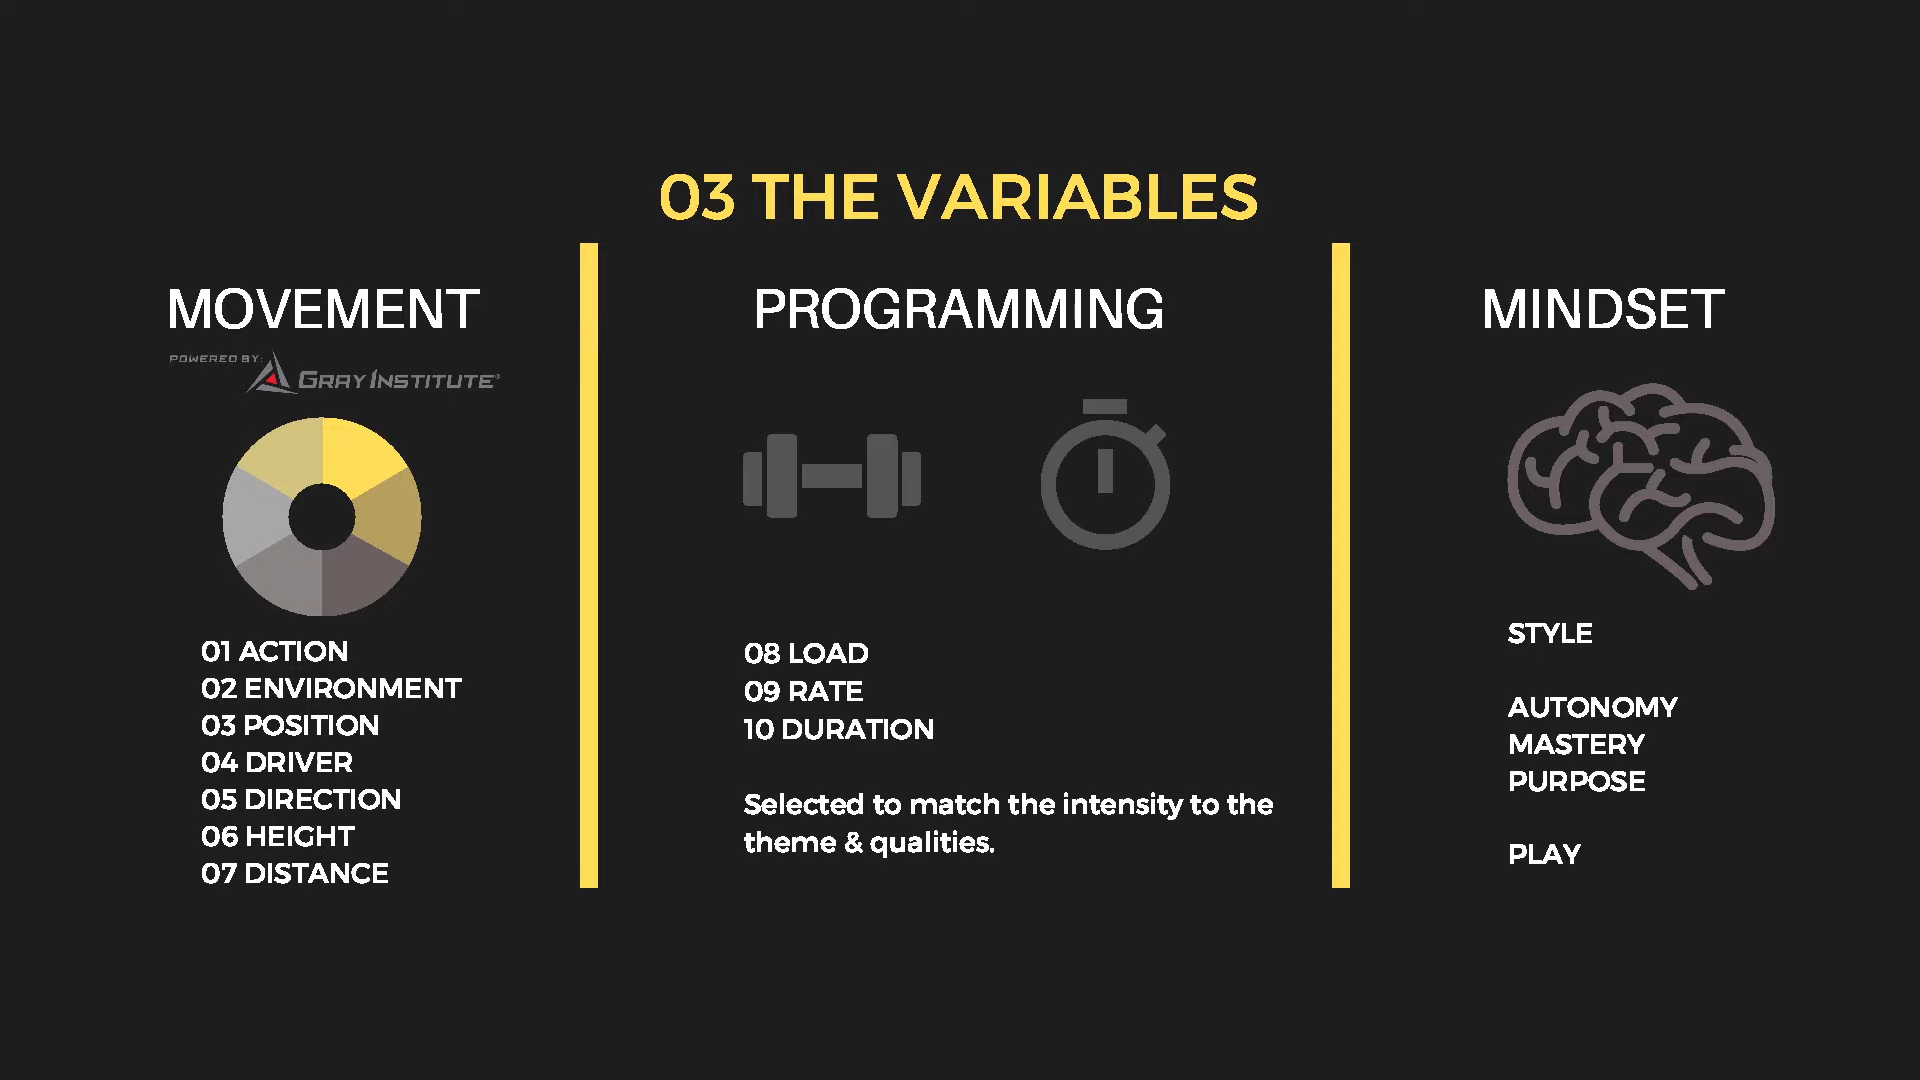 03 THE VARIABLES
MOVEMENT
POWERED BY:
GRAY INSTITUTE®
01 ACTION
02 ENVIRONMENT
03 POSITION
04 DRIVER
05 DIRECTION
06 HEIGHT
07 DISTANCE
PROGRAMMING
08 LOAD
09 RATE
10 DURATION
Selected to match the intensity to the
theme & qualities.
MINDSET
STYLE
AUTONOMY
MASTERY
PURPOSE
PLAY